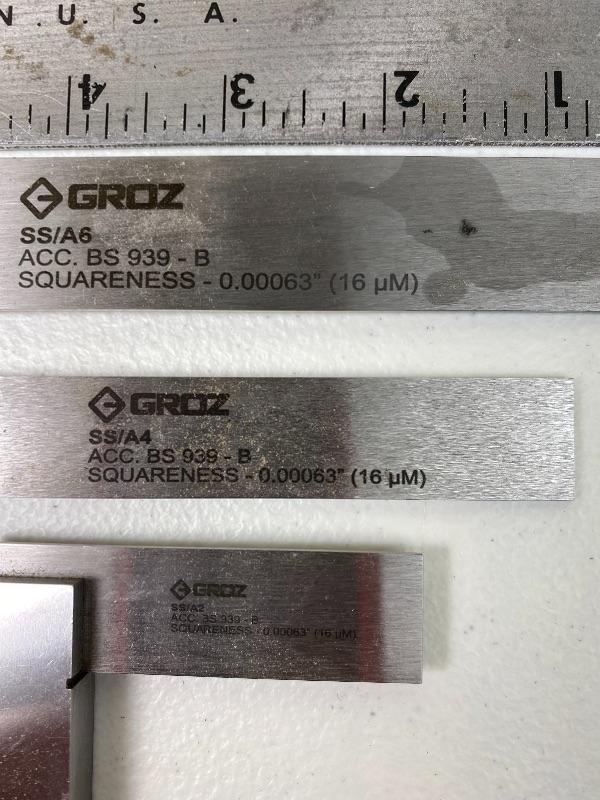 N. U. S. A.
4 3 2 1
GROZ
SS/A6
ACC. BS 939 - B
SQUARENESS - 0.00063" (16 µM)
GROZ
SS/A4
ACC. BS 939 - B
SQUARENESS - 0.00063" (16 µM)
GROZ
SS/A2
ACC. BS 939 - B
SQUARENESS - 0.00063" (16 µM)